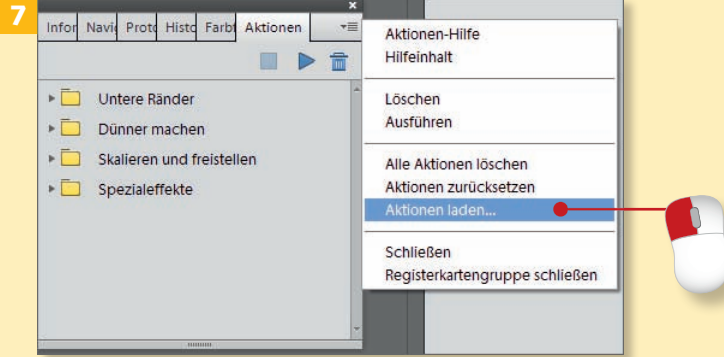 7
Infor Navi Proto Histo Farbf Aktionen
Untere Ränder
Dünner machen
Skalieren und freistellen
Spezialeffekte
Aktionen-Hilfe
Hilfeinhalt
Löschen
Ausführen
Alle Aktionen löschen
Aktionen zurücksetzen
Aktionen laden...
Schließen
Registerkartengruppe schließen